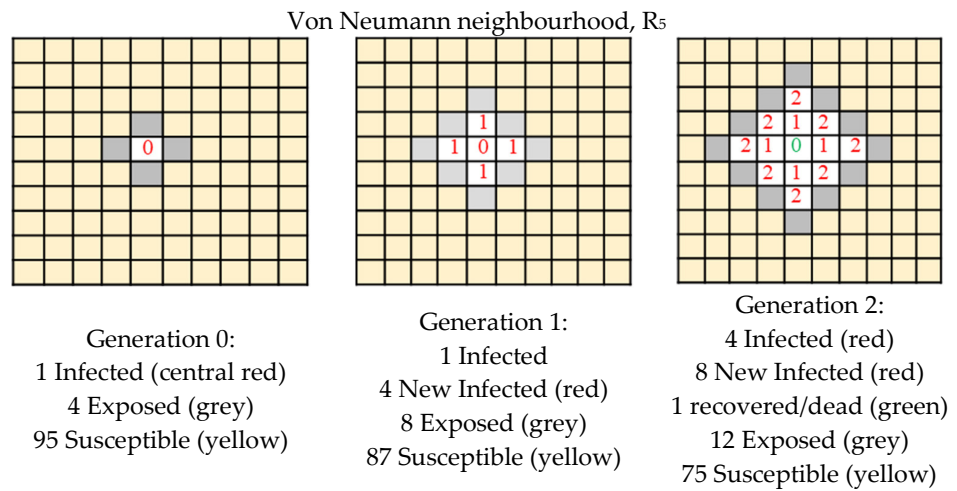 Von Neumann neighbourhood, R5
0
1
1 0 1
1
2
2 1 2
2 1 0 1 2
2 1 2
2
Generation 0:
1 Infected (central red)
4 Exposed (grey)
95 Susceptible (yellow)
Generation 1:
1 Infected
4 New Infected (red)
8 Exposed (grey)
87 Susceptible (yellow)
Generation 2:
4 Infected (red)
8 New Infected (red)
1 recovered/dead (green)
12 Exposed (grey)
75 Susceptible (yellow)